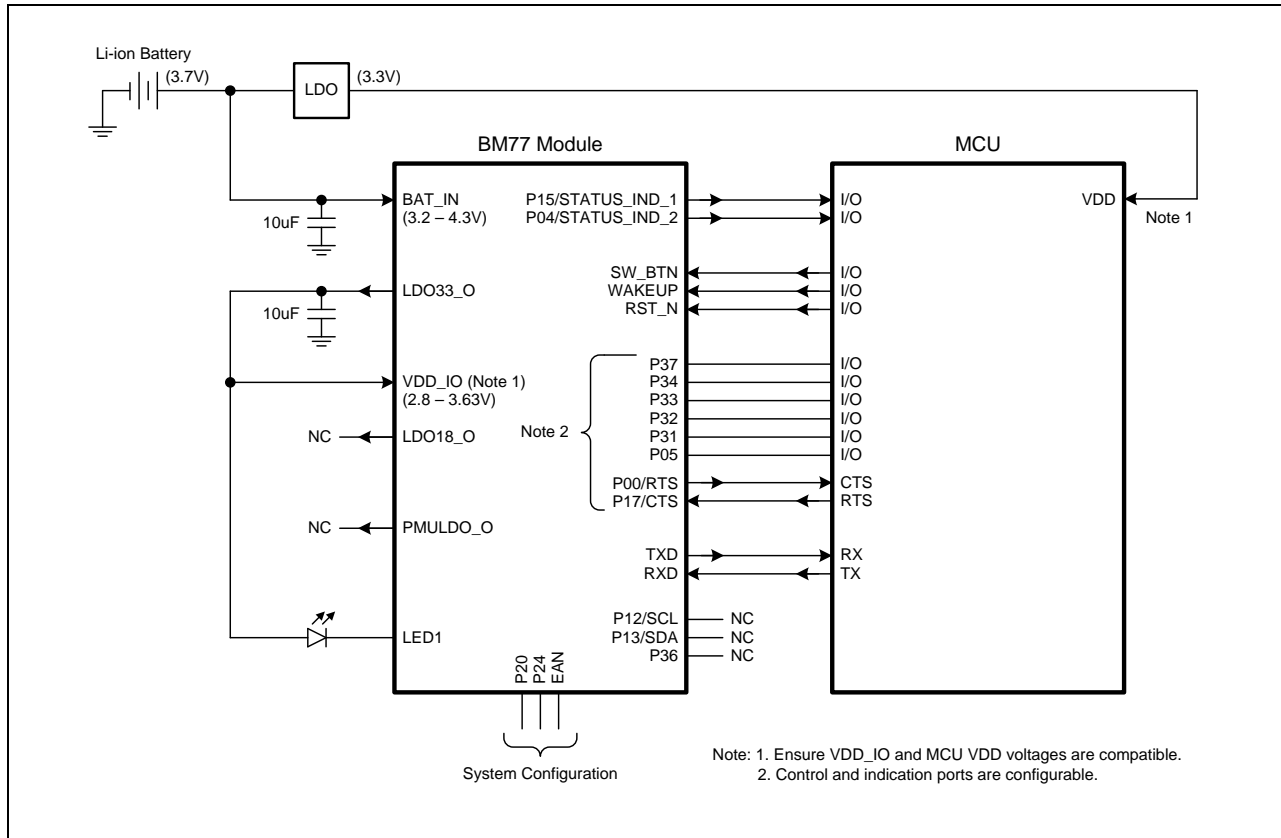 Li-ion Battery
(3.7V)
LDO
(3.3V)
BM77 Module
MCU
BAT_IN
(3.2 – 4.3V)
10uF
P15/STATUS_IND_1
I/O
VDD
P04/STATUS_IND_2
I/O
Note 1
SW_BTN
I/O
LDO33_O
WAKEUP
I/O
10uF
RST_N
I/O
VDD_IO (Note 1)
(2.8 – 3.63V)
P37
I/O
P34
I/O
P33
I/O
P32
I/O
P31
I/O
P05
I/O
Note 2
NC
LDO18_O
P00/RTS
CTS
P17/CTS
RTS
NC
PMULDO_O
TXD
RX
RXD
TX
LED1
P12/SCL
NC
P13/SDA
NC
P36
NC
P20
P24
EAN
System Configuration
Note: 1. Ensure VDD_IO and MCU VDD voltages are compatible.
2. Control and indication ports are configurable.